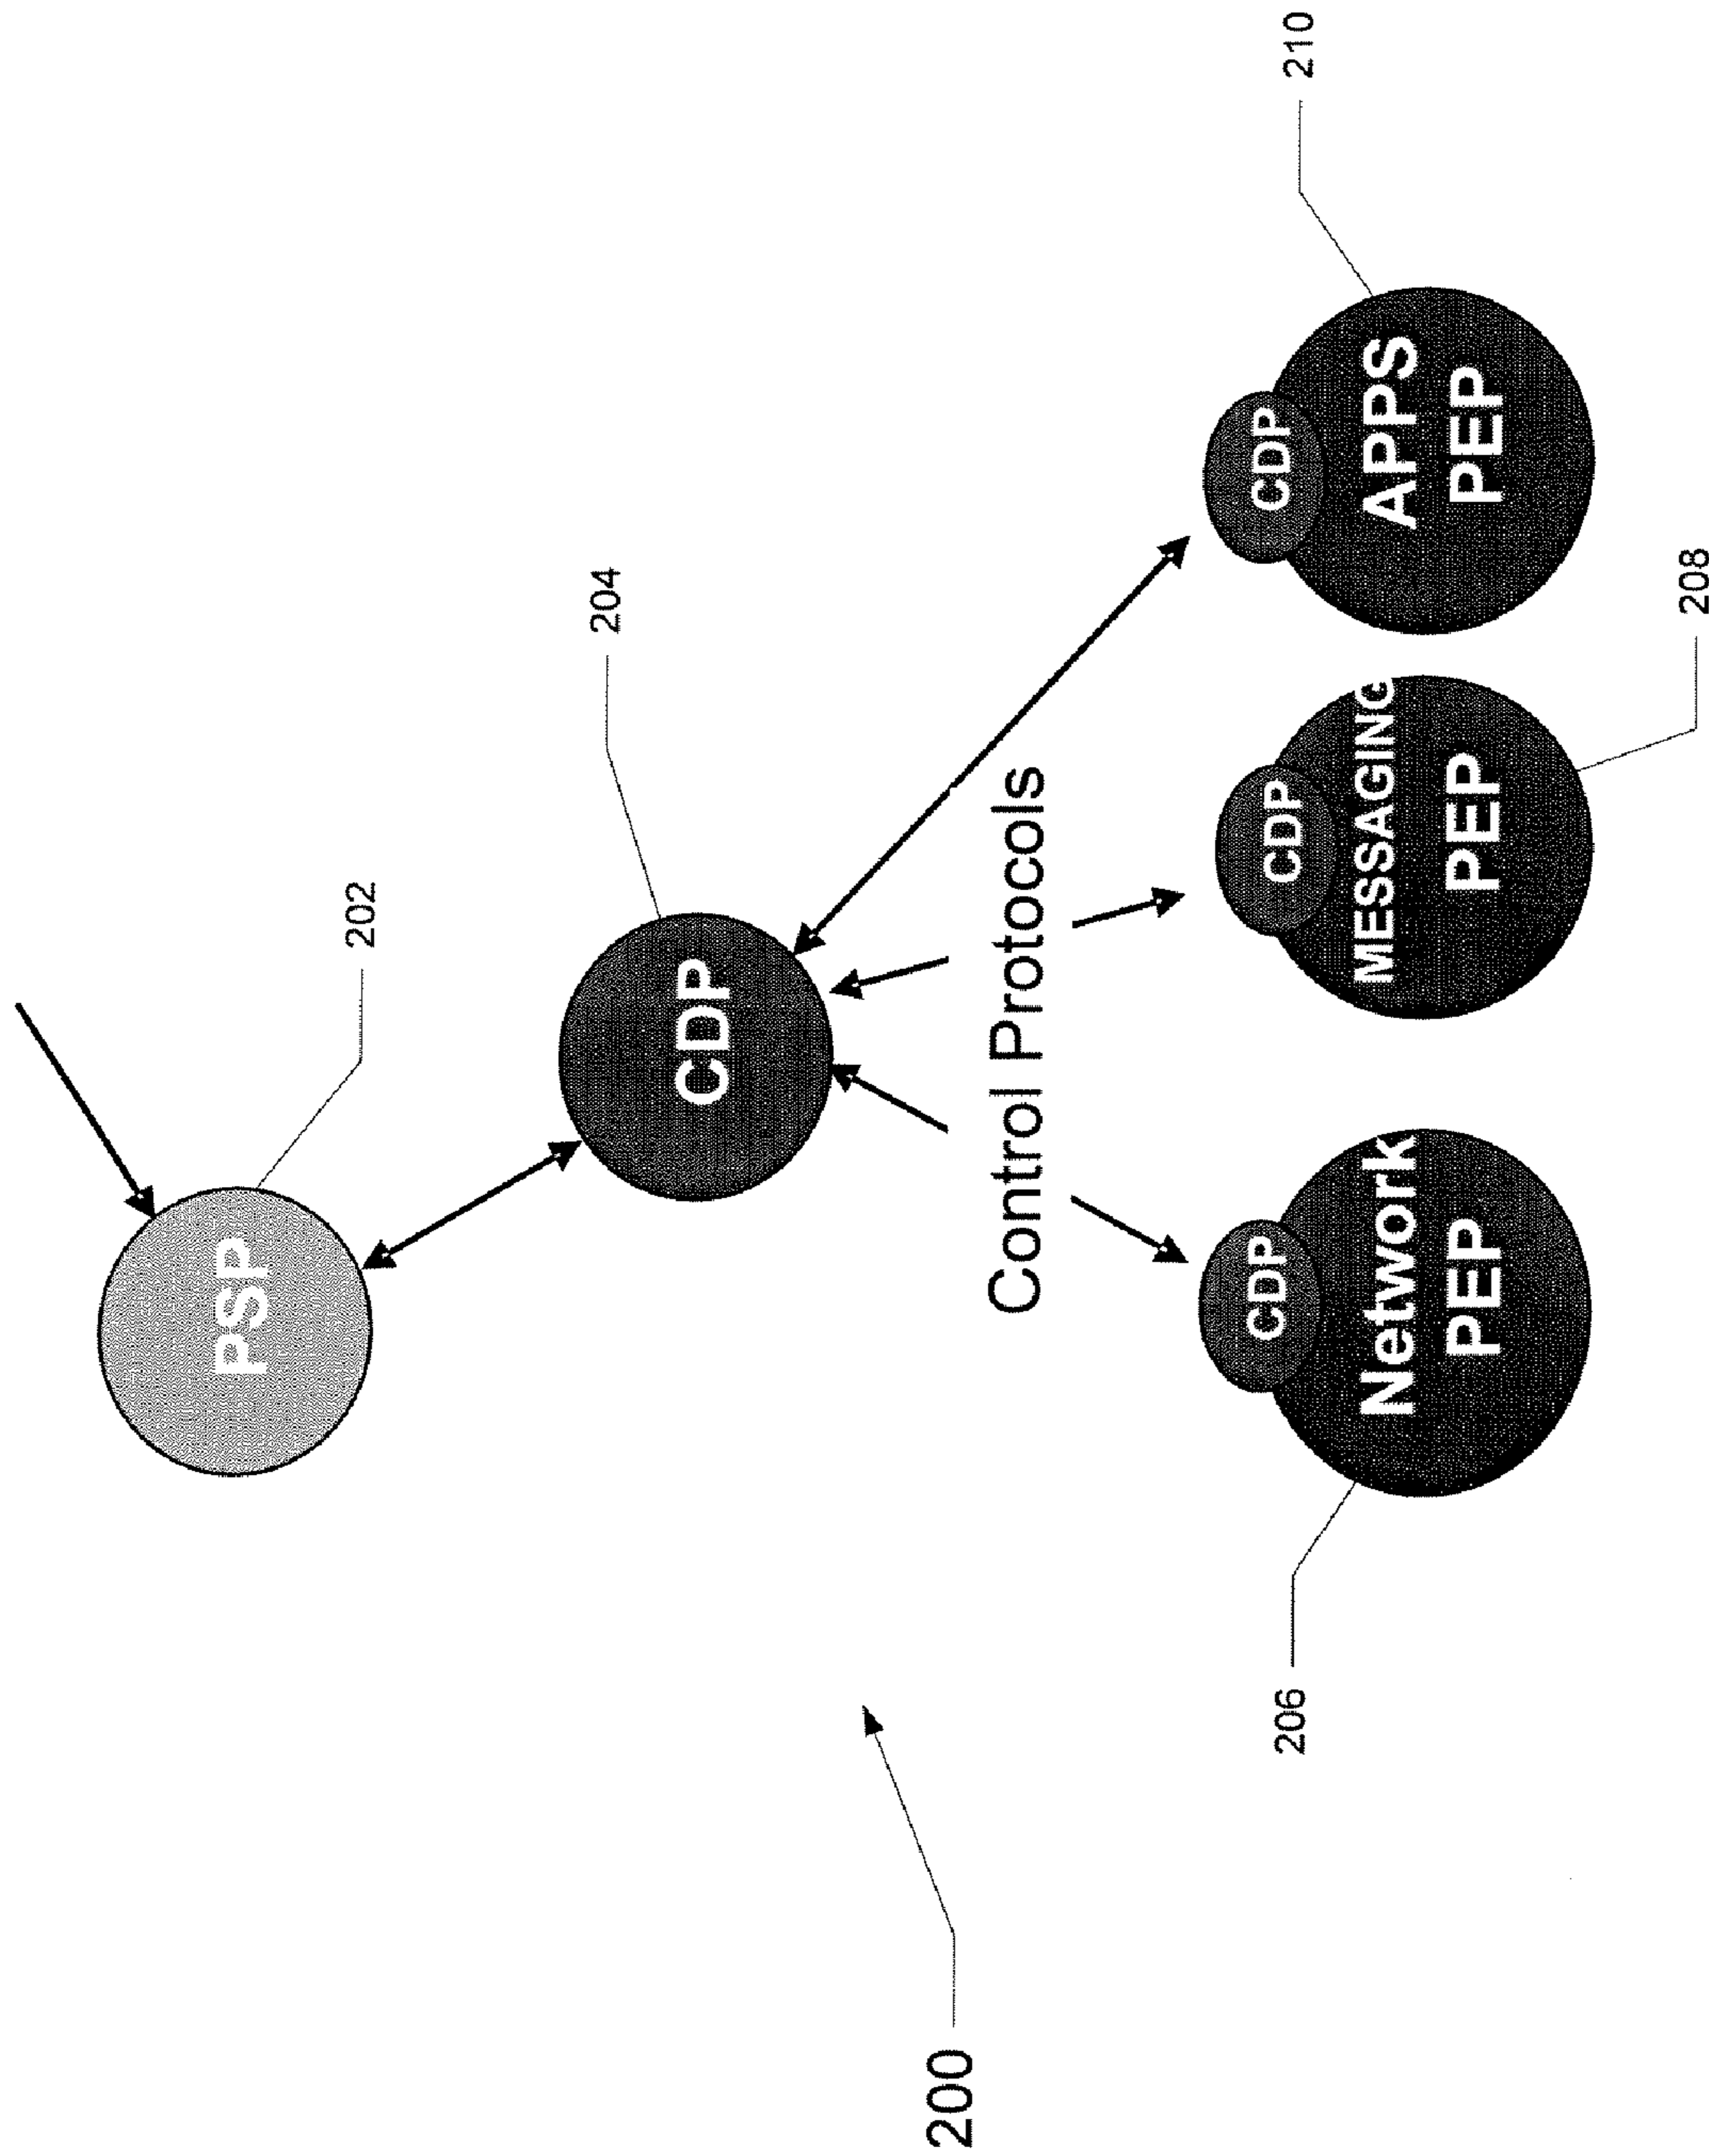 PSP
202
204
CDP
200
Control Protocols
206
CDP
Network
PEP
CDP
MESSAGING
PEP
208
CDP
APPS
PEP
210